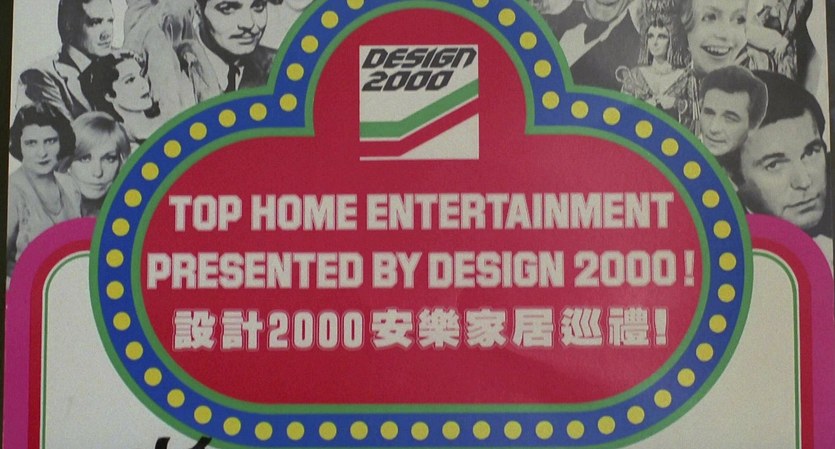 DESIGN
2000
TOP HOME ENTERTAINMENT
PRESENTED BY DESIGN 2000!
設計2000安樂家居巡禮!